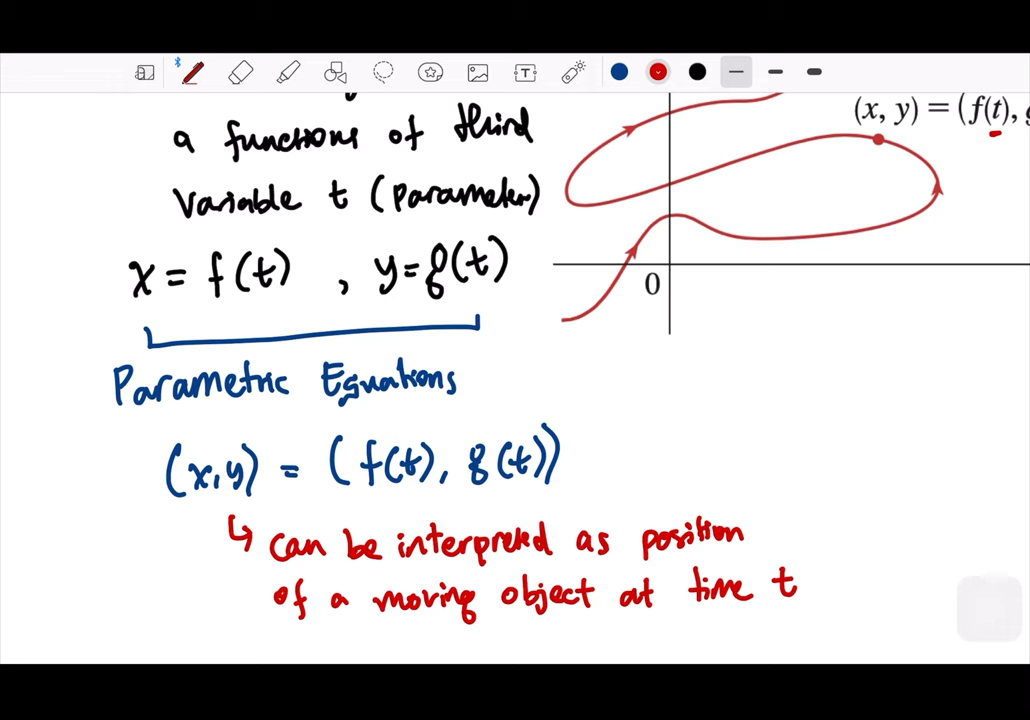 a functions of third
variable t (parameter)
x = f(t) , y = g(t)
Parametric Equations
(x,y) = (f(t), g(t))
↳ can be interpreted as position
of a moving object at time t
(x, y) = (f(t), g
0
T